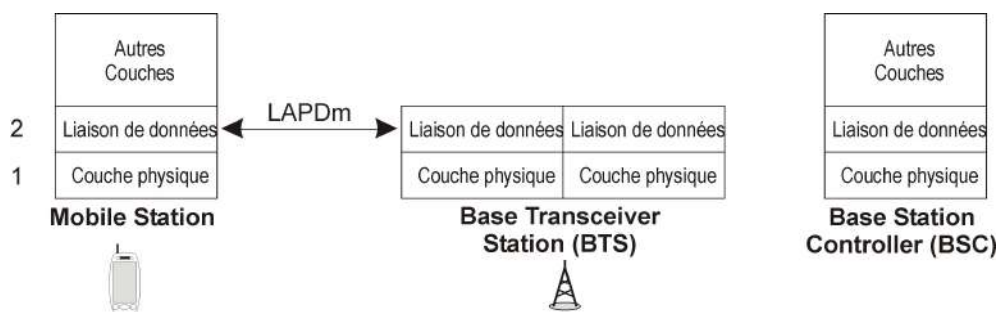 Autres
Couches
Autres
Couches
LAPDm
2
Liaison de données
Liaison de données
Liaison de données
Liaison de données
1
Couche physique
Couche physique
Couche physique
Couche physique
Mobile Station
Base Transceiver
Station (BTS)
Base Station
Controller (BSC)